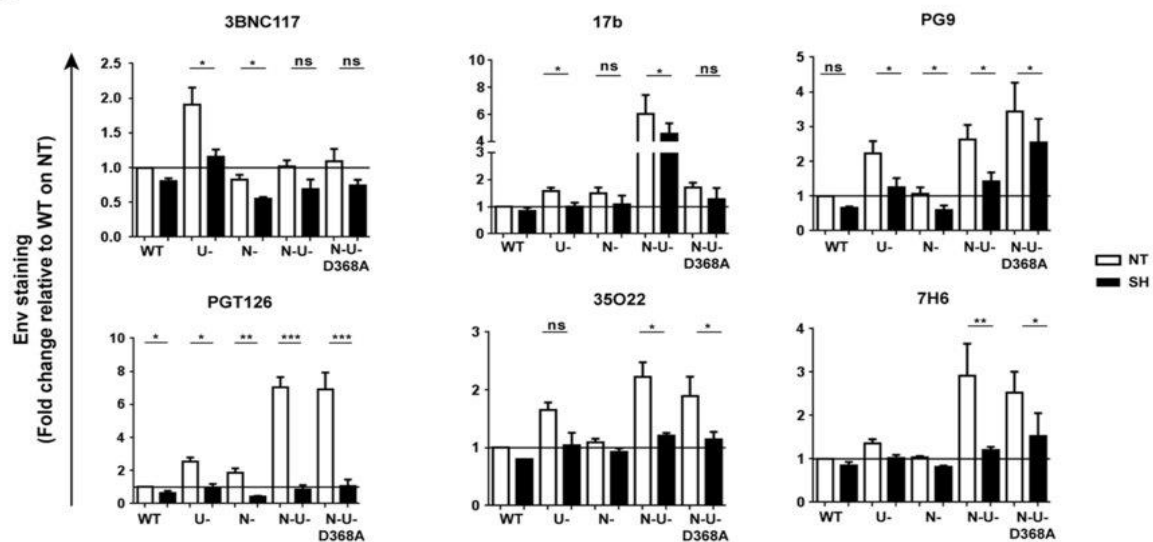 3BNC117
17b
PG9
Env staining
(Fold change relative to WT on NT)
2.5
2.0
1.5
1.0
0.5
0.0
* * ns ns
WT U- N- N-U- N-U-
D368A
10
8
6
4
3
2
1
0
* ns * ns
WT U- N- N-U- N-U-
D368A
5
4
3
2
1
0
ns * * * *
WT U- N- N-U- N-U-
D368A
NT
SH
PGT126
35O22
7H6
10
8
6
4
2
0
* * ** *** ***
WT U- N- N-U- N-U-
D368A
3
2
1
0
ns * *
WT U- N- N-U- N-U-
D368A
4
3
2
1
0
** *
WT U- N- N-U- N-U-
D368A